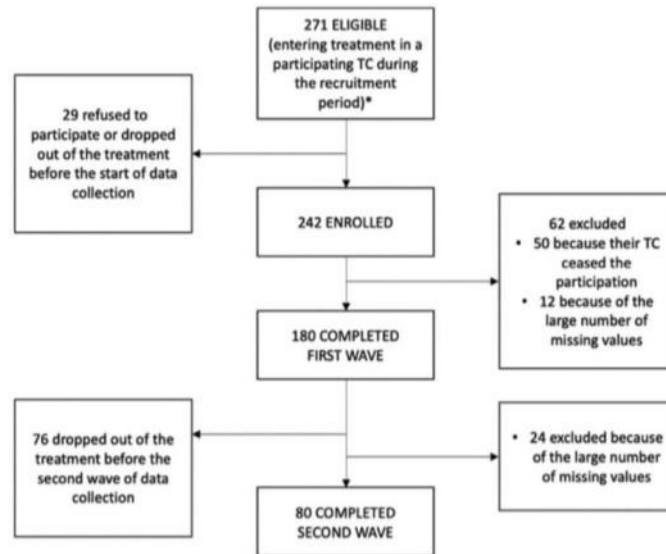 271 ELIGIBLE
(entering treatment in a
participating TC during
the recruitment
period)*
29 refused to
participate or dropped
out of the treatment
before the start of data
collection
242 ENROLLED
62 excluded
• 50 because their TC
ceased the
participation
• 12 because of the
large number of
missing values
180 COMPLETED
FIRST WAVE
76 dropped out of the
treatment before the
second wave of data
collection
• 24 excluded because
of the large number
of missing values
80 COMPLETED
SECOND WAVE